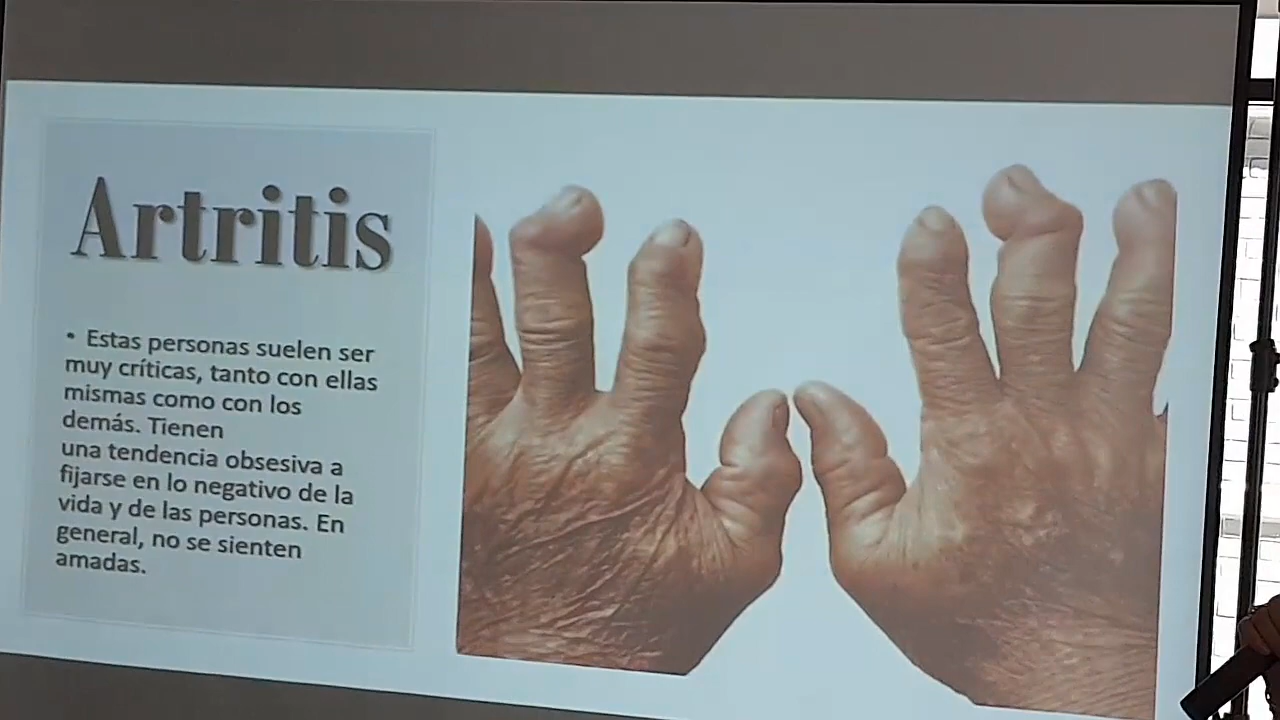 Artritis
• Estas personas suelen ser
muy críticas, tanto con ellas
mismas como con los
demás. Tienen
una tendencia obsesiva a
fijarse en lo negativo de la
vida y de las personas. En
general, no se sienten
amadas.